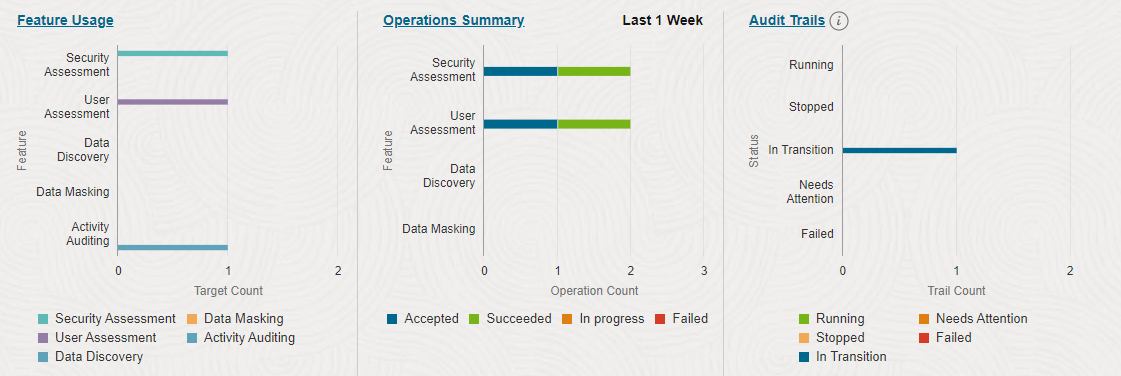 Feature Usage
Security
Assessment
User
Assessment
Data
Discovery
Data Masking
Activity
Auditing
Feature
0 1 2
Target Count
Security Assessment Data Masking
User Assessment Activity Auditing
Data Discovery
Operations Summary Last 1 Week
Security
Assessment
User
Assessment
Data
Discovery
Data Masking
Feature
0 1 2 3
Operation Count
Accepted Succeeded In progress Failed
Audit Trails i
Running
Stopped
In Transition
Needs
Attention
Failed
Status
0 1 2
Trail Count
Running Needs Attention
Stopped Failed
In Transition